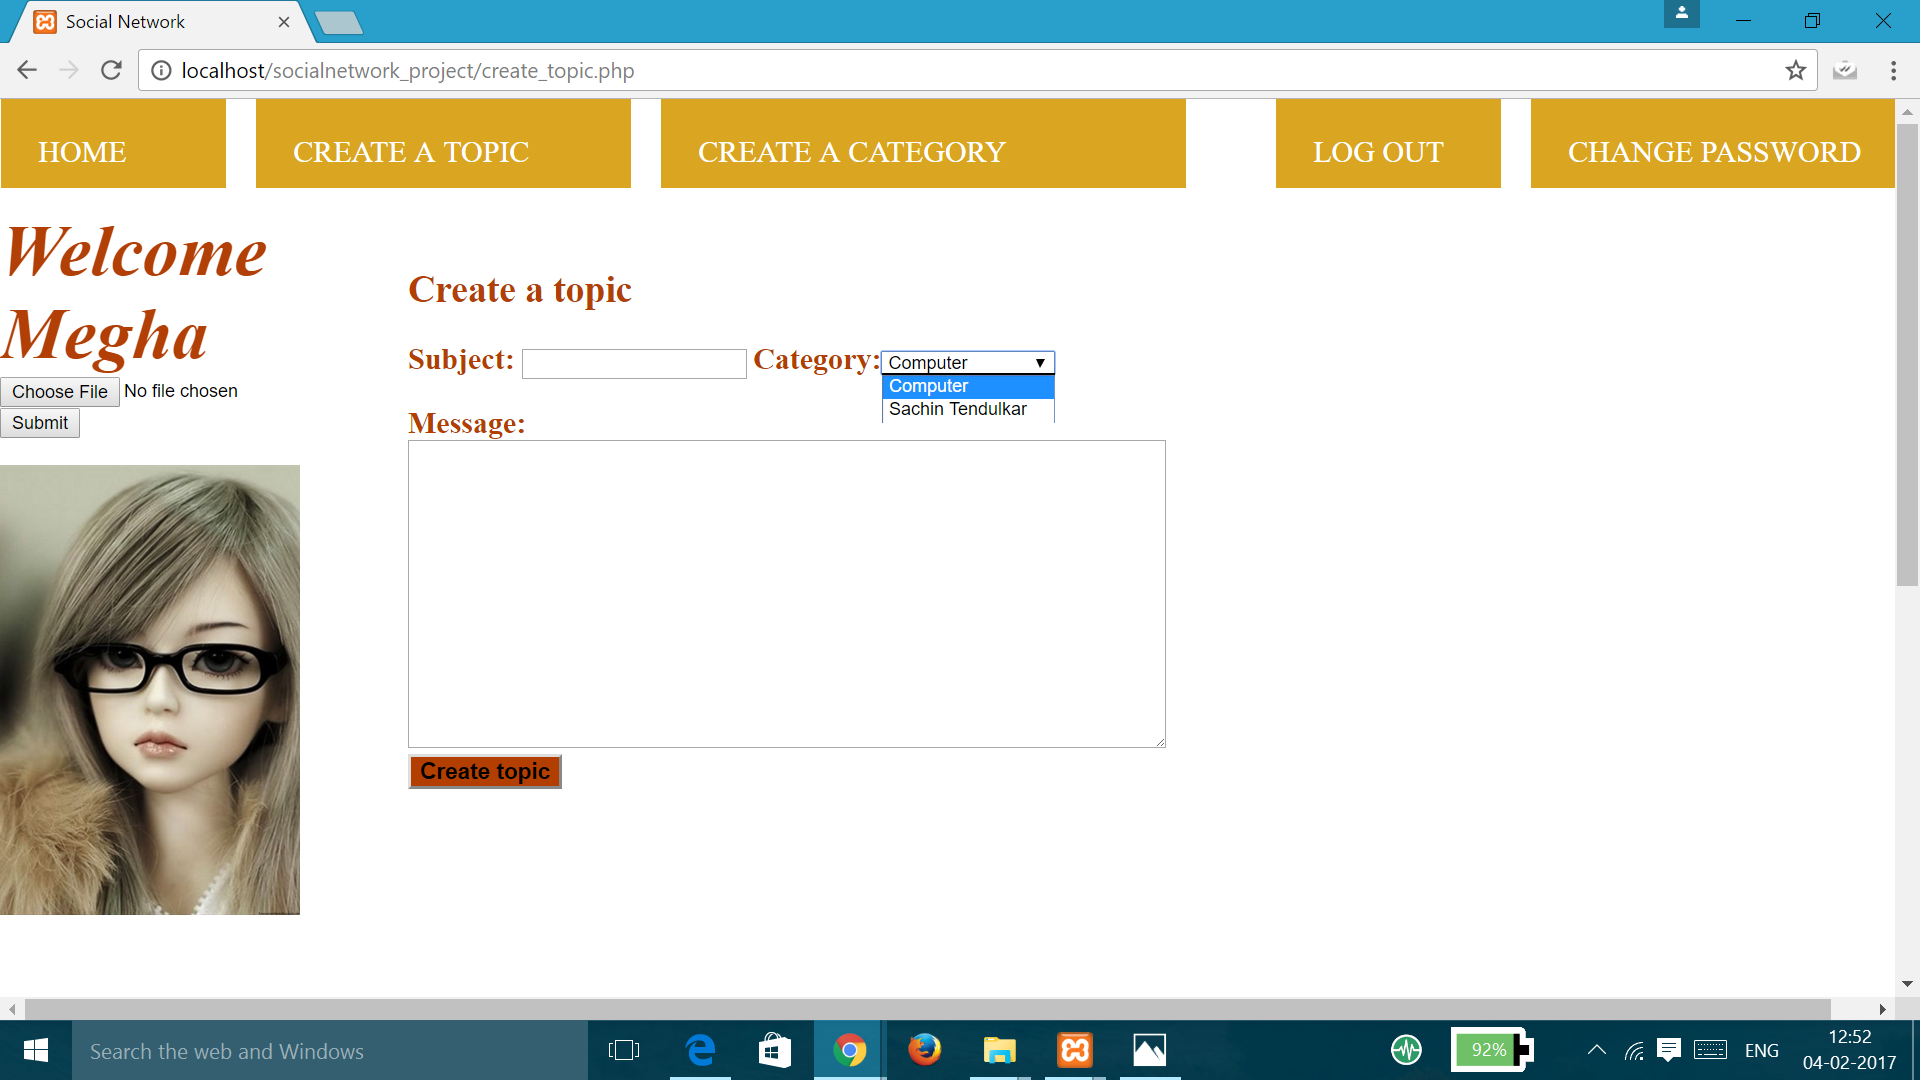 Social Network
localhost/socialnetwork_project/create_topic.php
HOME CREATE A TOPIC CREATE A CATEGORY LOG OUT CHANGE PASSWORD
Welcome
Megha
Choose File No file chosen
Submit
Create a topic
Subject: Category: Computer
Computer
Sachin Tendulkar
Message:
Create topic
Search the web and Windows
92%
ENG
12:52
04-02-2017